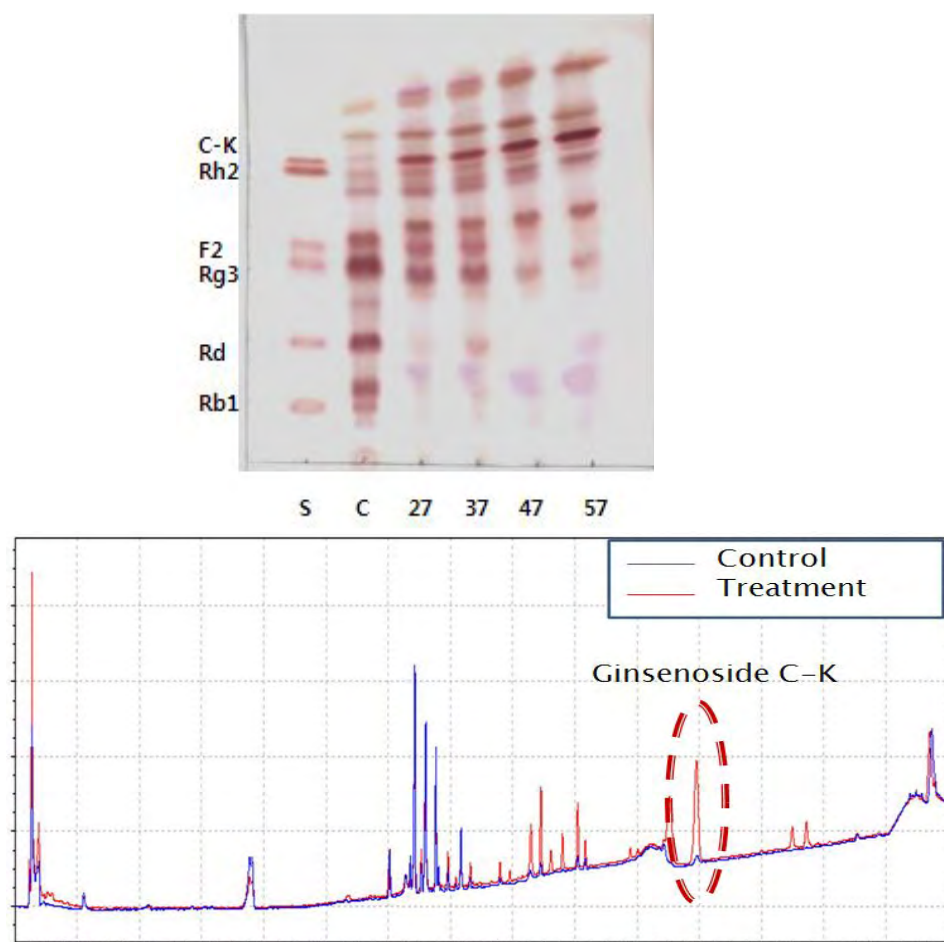 C-K
Rh2
F2
Rg3
Rd
Rb1
S C 27 37 47 57
Control
Treatment
Ginsenoside C-K